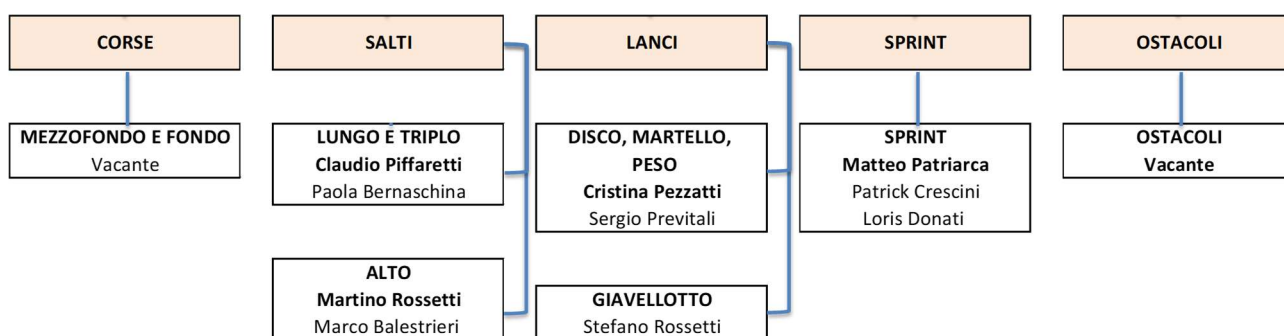 CORSE
SALTI
LANCI
SPRINT
OSTACOLI
MEZZOFONDO E FONDO
Vacante
LUNGO E TRIPLO
Claudio Piffaretti
Paola Bernaschina
DISCO, MARTELLO,
PESO
Cristina Pezzatti
Sergio Previtali
SPRINT
Matteo Patriarca
Patrick Crescini
Loris Donati
OSTACOLI
Vacante
ALTO
Martino Rossetti
Marco Balestrieri
GIAVELLOTTO
Stefano Rossetti